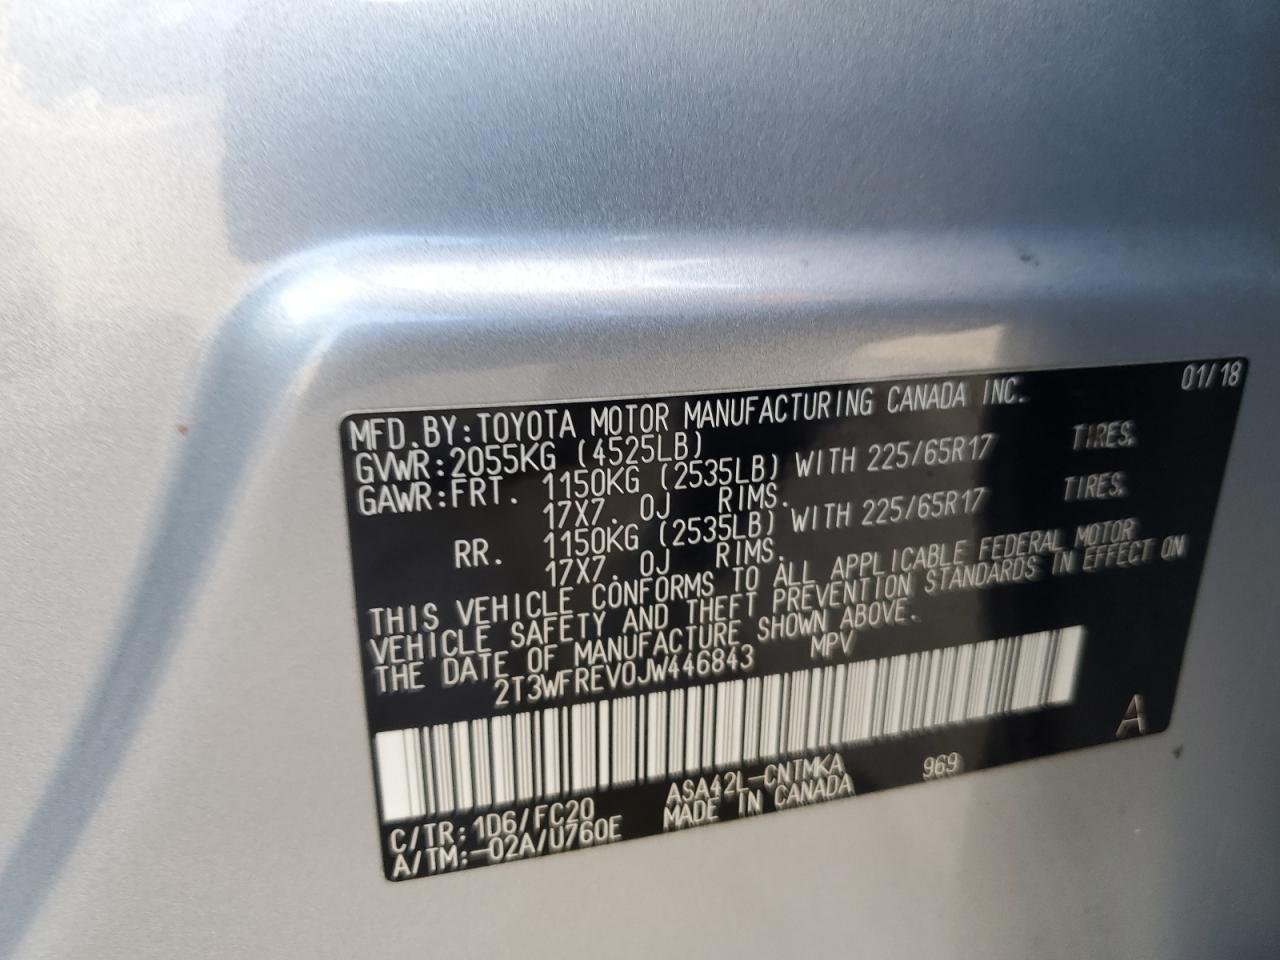 01/18
MFD.BY:TOYOTA MOTOR MANUFACTURING CANADA INC.
GVWR:2055KG (4525LB)
GAWR:FRT. 1150KG (2535LB) WITH 225/65R17 TIRES.
17X7.0J RIMS.
RR. 1150KG (2535LB) WITH 225/65R17 TIRES.
17X7.0J RIMS.
THIS VEHICLE CONFORMS TO ALL APPLICABLE FEDERAL MOTOR
VEHICLE SAFETY AND THEFT PREVENTION STANDARDS IN EFFECT ON
THE DATE OF MANUFACTURE SHOWN ABOVE.
2T3WFREV0JW446843 MPV
A
C/TR:1D6/FC20 ASA42L-CNTMKA 969
A/TM:-02A/U760E MADE IN CANADA